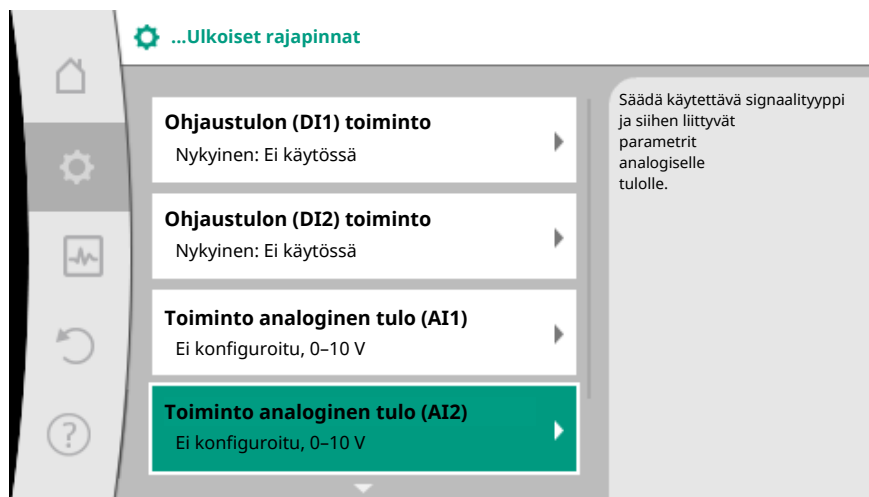 ...Ulkoiset rajapinnat
Ohjaustulon (DI1) toiminto
Nykyinen: Ei käytössä
Ohjaustulon (DI2) toiminto
Nykyinen: Ei käytössä
Toiminto analoginen tulo (AI1)
Ei konfiguroitu, 0–10 V
Toiminto analoginen tulo (AI2)
Ei konfiguroitu, 0–10 V
Säädä käytettävä signaalityyppi
ja siihen liittyvät
parametrit
analogiselle
tulolle.